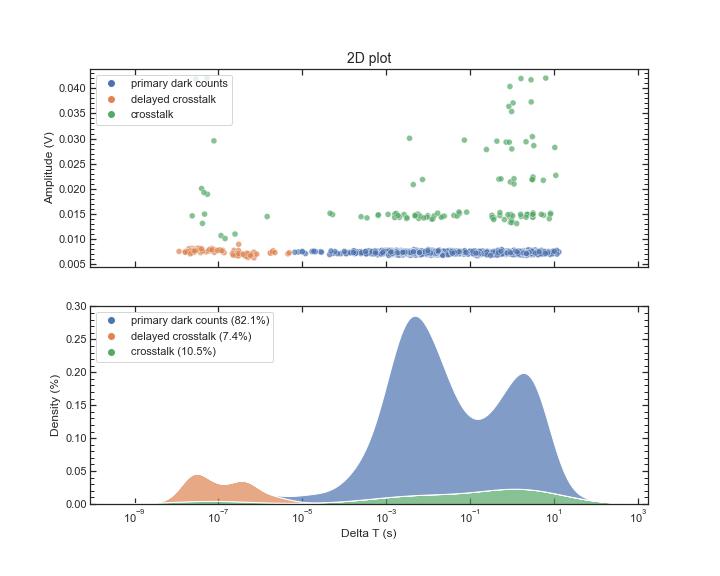 2D plot
primary dark counts
delayed crosstalk
crosstalk
Amplitude (V)
0.040
0.035
0.030
0.025
0.020
0.015
0.010
0.005
primary dark counts (82.1%)
delayed crosstalk (7.4%)
crosstalk (10.5%)
Density (%)
0.30
0.25
0.20
0.15
0.10
0.05
0.00
10⁻⁹ 10⁻⁷ 10⁻⁵ 10⁻³ 10⁻¹ 10¹ 10³
Delta T (s)